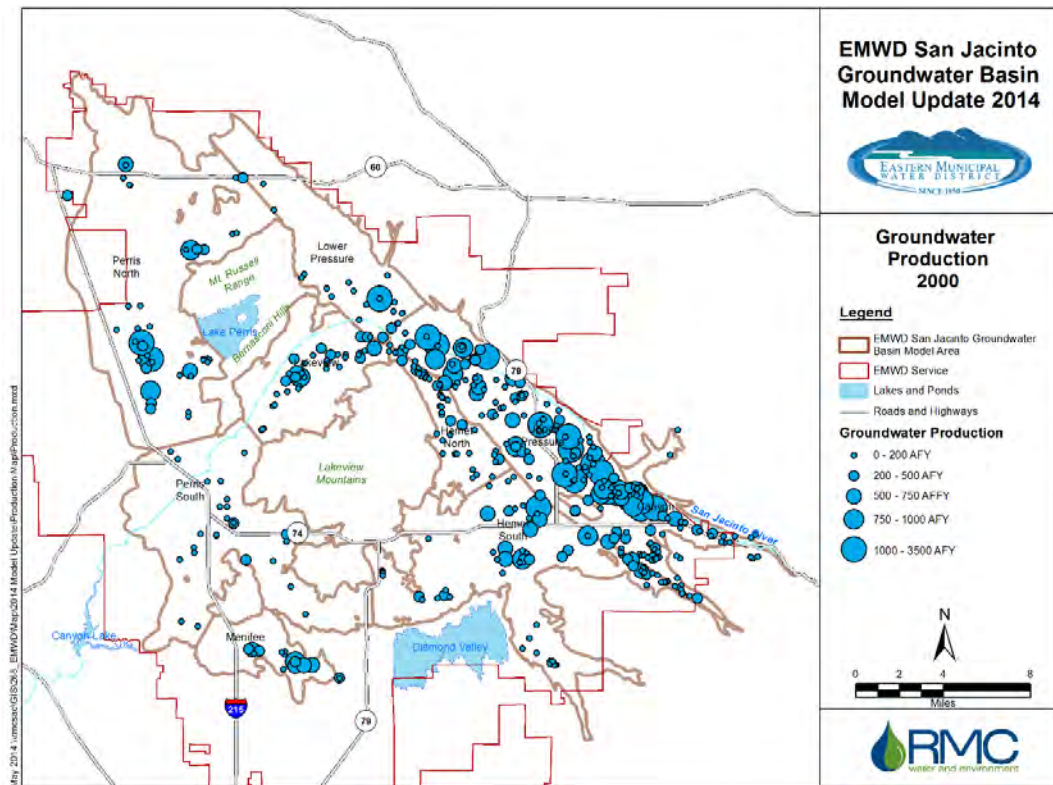 EMWD San Jacinto
Groundwater Basin
Model Update 2014
EASTERN MUNICIPAL
WATER DISTRICT
SINCE 1950
Groundwater
Production
2000
Legend
EMWD San Jacinto Groundwater
Basin Model Area
EMWD Service
Lakes and Ponds
Roads and Highways
Groundwater Production
0 - 200 AFY
200 - 500 AFY
500 - 750 AFFY
750 - 1000 AFY
1000 - 3500 AFY
N
0 2 4 8
Miles
RMC
water and environment
60
Perris
North
Lower
Pressure
Mt. Russell
Range
Lake Perris
Bernasconi Hills
Lakeview
79
Hemet
North
Pressure
Lakeview
Mountains
Perris
South
74
Hemet
South
Canyon
San Jacinto River
Canyon Lake
Menifee
Diamond Valley
215
79